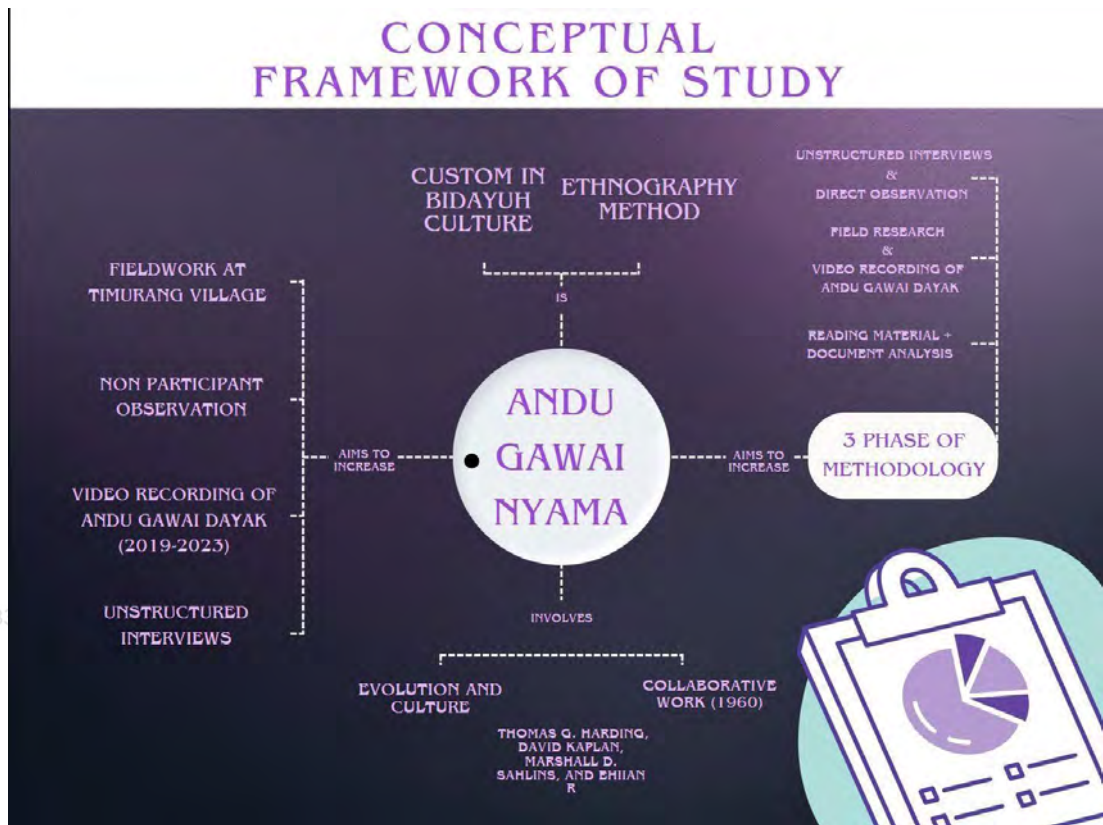 CONCEPTUAL
FRAMEWORK OF STUDY
CUSTOM IN
BIDAYUH
CULTURE
ETHNOGRAPHY
METHOD
IS
UNSTRUCTURED INTERVIEWS
&
DIRECT OBSERVATION
FIELD RESEARCH
&
VIDEO RECORDING OF
ANDU GAWAI DAYAK
READING MATERIAL +
DOCUMENT ANALYSIS
FIELDWORK AT
TIMURANG VILLAGE
NON PARTICIPANT
OBSERVATION
VIDEO RECORDING OF
ANDU GAWAI DAYAK
(2019-2023)
UNSTRUCTURED
INTERVIEWS
AIMS TO
INCREASE
ANDU
GAWAI
NYAMA
AIMS TO
INCREASE
3 PHASE OF
METHODOLOGY
INVOLVES
EVOLUTION AND
CULTURE
COLLABORATIVE
WORK (1960)
THOMAS G. HARDING,
DAVID KAPLAN,
MARSHALL D.
SAHLINS, AND
R